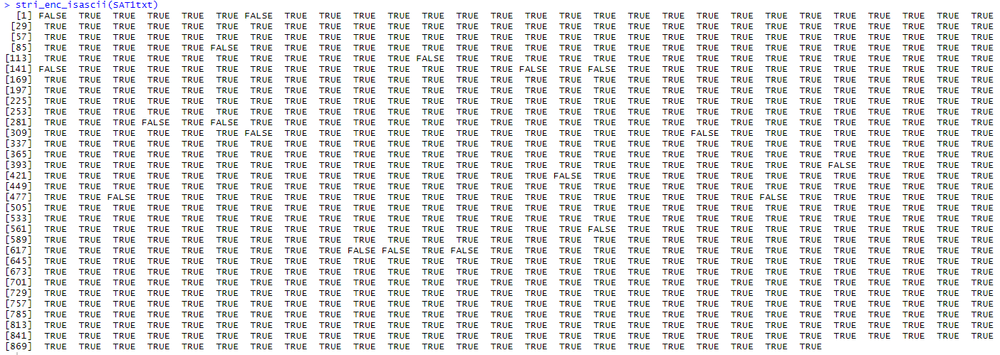 > stri_enc_isascii(SAT1txt)
[1] FALSE TRUE TRUE TRUE TRUE TRUE FALSE TRUE TRUE TRUE TRUE TRUE TRUE TRUE TRUE TRUE TRUE TRUE TRUE TRUE TRUE TRUE TRUE TRUE TRUE TRUE TRUE TRUE
[29] TRUE TRUE TRUE TRUE TRUE TRUE TRUE TRUE TRUE TRUE TRUE TRUE TRUE TRUE TRUE TRUE TRUE TRUE TRUE TRUE TRUE TRUE TRUE TRUE TRUE TRUE TRUE TRUE
[57] TRUE TRUE TRUE TRUE TRUE TRUE TRUE TRUE TRUE TRUE TRUE TRUE TRUE TRUE TRUE TRUE TRUE TRUE TRUE TRUE TRUE TRUE TRUE TRUE TRUE TRUE TRUE TRUE
[85] TRUE TRUE TRUE TRUE TRUE FALSE TRUE TRUE TRUE TRUE TRUE TRUE TRUE TRUE TRUE TRUE TRUE TRUE TRUE TRUE TRUE TRUE TRUE TRUE TRUE TRUE TRUE TRUE
[113] TRUE TRUE TRUE TRUE TRUE TRUE TRUE TRUE TRUE TRUE TRUE FALSE TRUE TRUE TRUE TRUE TRUE TRUE TRUE TRUE TRUE TRUE TRUE TRUE TRUE TRUE TRUE TRUE
[141] FALSE TRUE TRUE TRUE TRUE TRUE TRUE TRUE TRUE TRUE TRUE TRUE TRUE TRUE FALSE TRUE FALSE TRUE TRUE TRUE TRUE TRUE TRUE TRUE TRUE TRUE TRUE TRUE
[169] TRUE TRUE TRUE TRUE TRUE TRUE TRUE TRUE TRUE TRUE TRUE TRUE TRUE TRUE TRUE TRUE TRUE TRUE TRUE TRUE TRUE TRUE TRUE TRUE TRUE TRUE TRUE TRUE
[197] TRUE TRUE TRUE TRUE TRUE TRUE TRUE TRUE TRUE TRUE TRUE TRUE TRUE TRUE TRUE TRUE TRUE TRUE TRUE TRUE TRUE TRUE TRUE TRUE TRUE TRUE TRUE TRUE
[225] TRUE TRUE TRUE TRUE TRUE TRUE TRUE TRUE TRUE TRUE TRUE TRUE TRUE TRUE TRUE TRUE TRUE TRUE TRUE TRUE TRUE TRUE TRUE TRUE TRUE TRUE TRUE TRUE
[253] TRUE TRUE TRUE TRUE TRUE TRUE TRUE TRUE TRUE TRUE TRUE TRUE TRUE TRUE TRUE TRUE TRUE TRUE TRUE TRUE TRUE TRUE TRUE TRUE TRUE TRUE TRUE TRUE
[281] TRUE TRUE TRUE FALSE TRUE FALSE TRUE TRUE TRUE TRUE TRUE TRUE TRUE TRUE TRUE TRUE TRUE TRUE TRUE TRUE TRUE TRUE TRUE TRUE TRUE TRUE TRUE TRUE
[309] TRUE TRUE TRUE TRUE TRUE TRUE FALSE TRUE TRUE TRUE TRUE TRUE TRUE TRUE TRUE TRUE TRUE TRUE TRUE FALSE TRUE TRUE TRUE TRUE TRUE TRUE TRUE TRUE
[337] TRUE TRUE TRUE TRUE TRUE TRUE TRUE TRUE TRUE TRUE TRUE TRUE TRUE TRUE TRUE TRUE TRUE TRUE TRUE TRUE TRUE TRUE TRUE TRUE TRUE TRUE TRUE TRUE
[365] TRUE TRUE TRUE TRUE TRUE TRUE TRUE TRUE TRUE TRUE TRUE TRUE TRUE TRUE TRUE TRUE TRUE TRUE TRUE TRUE TRUE TRUE TRUE TRUE TRUE TRUE TRUE TRUE
[393] TRUE TRUE TRUE TRUE TRUE TRUE TRUE TRUE TRUE TRUE TRUE TRUE TRUE TRUE TRUE TRUE TRUE TRUE TRUE TRUE TRUE TRUE TRUE FALSE TRUE TRUE TRUE TRUE
[421] TRUE TRUE TRUE TRUE TRUE TRUE TRUE TRUE TRUE TRUE TRUE TRUE TRUE TRUE TRUE FALSE TRUE TRUE TRUE TRUE TRUE TRUE TRUE TRUE TRUE TRUE TRUE TRUE
[449] TRUE TRUE TRUE TRUE TRUE TRUE TRUE TRUE TRUE TRUE TRUE TRUE TRUE TRUE TRUE TRUE TRUE TRUE TRUE TRUE TRUE TRUE TRUE TRUE TRUE TRUE TRUE TRUE
[477] TRUE TRUE FALSE TRUE TRUE TRUE TRUE TRUE TRUE TRUE TRUE TRUE TRUE TRUE TRUE TRUE TRUE TRUE TRUE TRUE TRUE FALSE TRUE TRUE TRUE TRUE TRUE TRUE
[505] TRUE TRUE TRUE TRUE TRUE TRUE TRUE TRUE TRUE TRUE TRUE TRUE TRUE TRUE TRUE TRUE TRUE TRUE TRUE TRUE TRUE TRUE TRUE TRUE TRUE TRUE TRUE TRUE
[533] TRUE TRUE TRUE TRUE TRUE TRUE TRUE TRUE TRUE TRUE TRUE TRUE TRUE TRUE TRUE TRUE TRUE TRUE TRUE TRUE TRUE TRUE TRUE TRUE TRUE TRUE TRUE TRUE
[561] TRUE TRUE TRUE TRUE TRUE TRUE TRUE TRUE TRUE TRUE TRUE TRUE TRUE TRUE TRUE TRUE FALSE TRUE TRUE TRUE TRUE TRUE TRUE TRUE TRUE TRUE TRUE TRUE
[589] TRUE TRUE TRUE TRUE TRUE TRUE TRUE TRUE TRUE TRUE TRUE TRUE TRUE TRUE TRUE TRUE TRUE TRUE TRUE TRUE TRUE TRUE TRUE TRUE TRUE TRUE TRUE TRUE
[617] TRUE TRUE TRUE TRUE TRUE TRUE TRUE TRUE TRUE FALSE FALSE TRUE FALSE TRUE TRUE TRUE TRUE TRUE TRUE TRUE TRUE TRUE TRUE TRUE TRUE TRUE TRUE TRUE
[645] TRUE TRUE TRUE TRUE TRUE TRUE TRUE TRUE TRUE TRUE TRUE TRUE TRUE TRUE TRUE TRUE TRUE TRUE TRUE TRUE TRUE TRUE TRUE TRUE TRUE TRUE TRUE TRUE
[673] TRUE TRUE TRUE TRUE TRUE TRUE TRUE TRUE TRUE TRUE TRUE TRUE TRUE TRUE TRUE TRUE TRUE TRUE TRUE TRUE TRUE TRUE TRUE TRUE TRUE TRUE TRUE TRUE
[701] TRUE TRUE TRUE TRUE TRUE TRUE TRUE TRUE TRUE TRUE TRUE TRUE TRUE TRUE TRUE TRUE TRUE TRUE TRUE TRUE TRUE TRUE TRUE TRUE TRUE TRUE TRUE TRUE
[729] TRUE TRUE TRUE TRUE TRUE TRUE TRUE TRUE TRUE TRUE TRUE TRUE TRUE TRUE TRUE TRUE TRUE TRUE TRUE TRUE TRUE TRUE TRUE TRUE TRUE TRUE TRUE TRUE
[757] TRUE TRUE TRUE TRUE TRUE TRUE TRUE TRUE TRUE TRUE TRUE TRUE TRUE TRUE TRUE TRUE TRUE TRUE TRUE TRUE TRUE TRUE TRUE TRUE TRUE TRUE TRUE TRUE
[785] TRUE TRUE TRUE TRUE TRUE TRUE TRUE TRUE TRUE TRUE TRUE TRUE TRUE TRUE TRUE TRUE TRUE TRUE TRUE TRUE TRUE TRUE TRUE TRUE TRUE TRUE TRUE TRUE
[813] TRUE TRUE TRUE TRUE TRUE TRUE TRUE TRUE TRUE TRUE TRUE TRUE TRUE TRUE TRUE TRUE TRUE TRUE TRUE TRUE TRUE TRUE TRUE TRUE TRUE TRUE TRUE TRUE
[841] TRUE TRUE TRUE TRUE TRUE TRUE TRUE TRUE TRUE TRUE TRUE TRUE TRUE TRUE TRUE TRUE TRUE TRUE TRUE TRUE TRUE TRUE TRUE TRUE TRUE TRUE TRUE TRUE
[869] TRUE TRUE TRUE TRUE TRUE TRUE TRUE TRUE TRUE TRUE TRUE TRUE TRUE TRUE TRUE TRUE TRUE TRUE TRUE TRUE TRUE TRUE TRUE